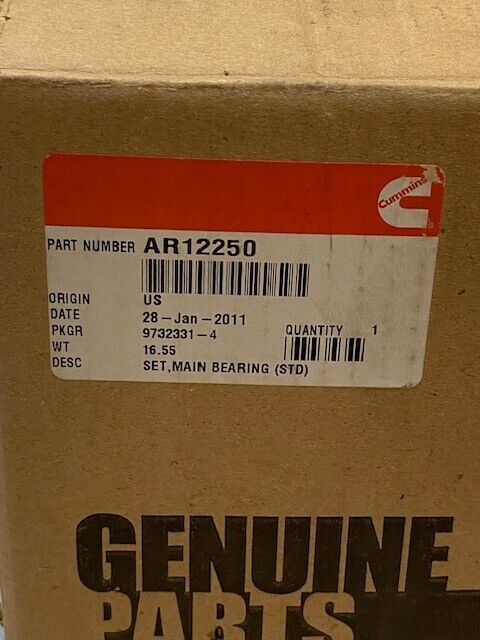 Cummins
PART NUMBER AR12250
ORIGIN US
DATE 28-Jan-2011
PKGR 9732331-4 QUANTITY 1
WT 16.55
DESC SET,MAIN BEARING (STD)
GENUINE
PARTS